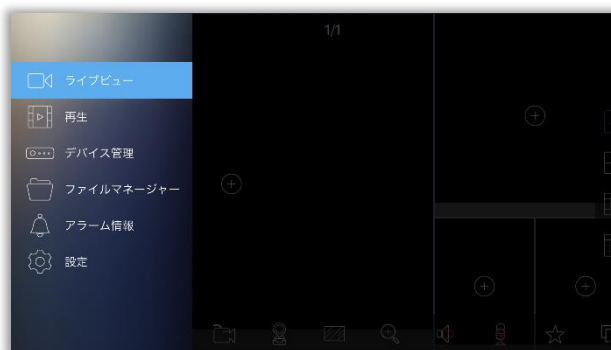 1/1
ライブビュー
再生
デバイス管理
ファイルマネージャー
アラーム情報
設定